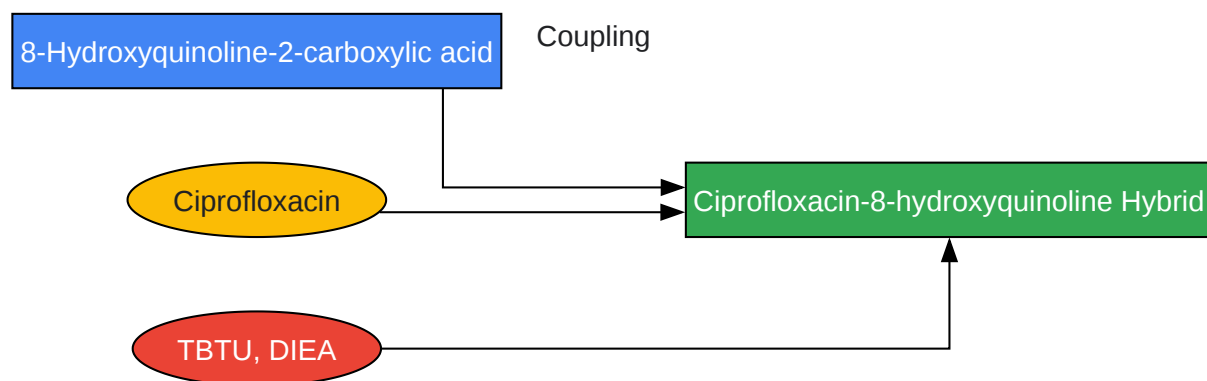 8-Hydroxyquinoline-2-carboxylic acid
Coupling
Ciprofloxacin
Ciprofloxacin-8-hydroxyquinoline Hybrid
TBTU, DIEA